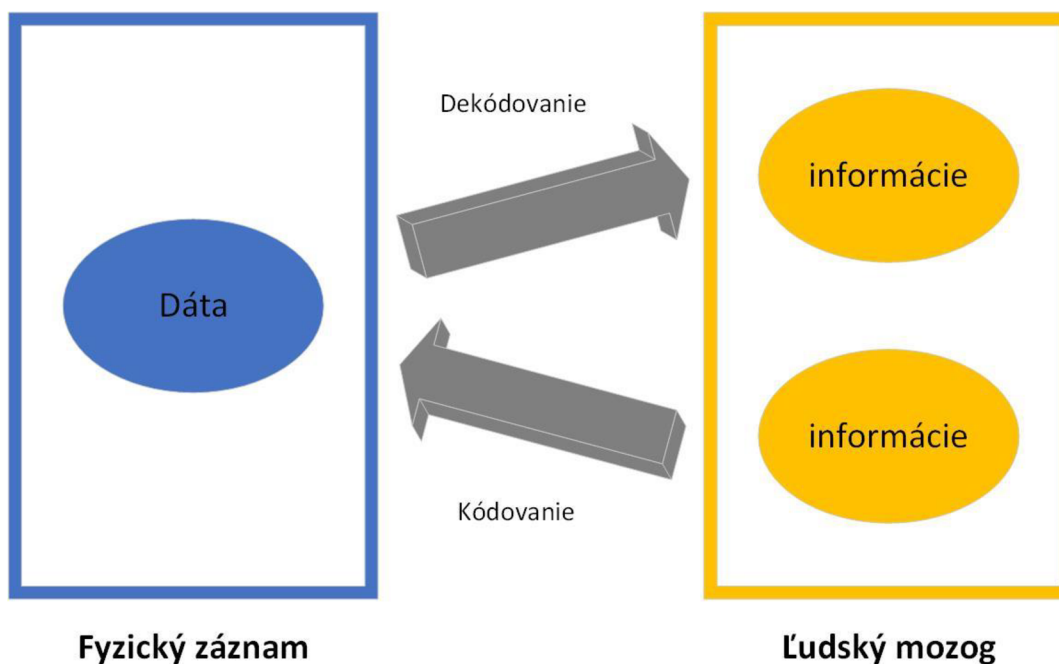 Dekódovanie
informácie
Dáta
informácie
Kódovanie
Fyzický záznam
Ľudský mozog